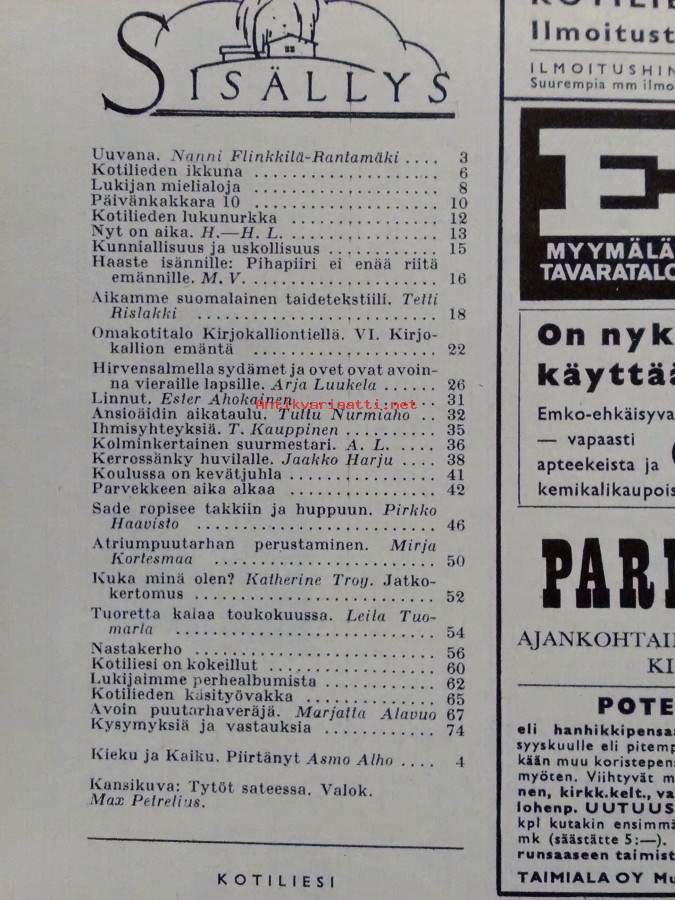 SISÄLLYS
Uuvana. Nanni Flinkkilä-Rantamäki .... 3
Kotilieden ikkuna .... 6
Lukijan mielialoja .... 8
Päivänkakkara 10 .... 10
Kotilieden lukunurkka .... 12
Nyt on aika. H.—H. L. .... 13
Kunniallisuus ja uskollisuus .... 15
Haaste isännille: Pihapiiri ei enää riitä
emännille. M. V. .... 16
Aikamme suomalainen taidetekstiili. Telli
Rislakki .... 18
Omakotitalo Kirjokalliontiellä. VI. Kirjo-
kallion emäntä .... 22
Hirvensalmella sydämet ja ovet ovat avoin-
na vieraille lapsille. Arja Luukela .... 26
Linnut. Ester Ahokainen .... 31
Ansioäidin aikataulu. Tuttu Nurmiaho .. 32
Ihmisyhteyksiä. T. Kauppinen .... 35
Kolminkertainen suurmestari. A. L. .... 36
Kerrossänky huvilalle. Jaakko Harju .... 38
Koulussa on kevätjuhla .... 41
Parvekkeen aika alkaa .... 42
Sade ropisee takkiin ja huppuun. Pirkko
Haavisto .... 46
Atriumpuutarhan perustaminen. Mirja
Kortesmaa .... 50
Kuka minä olen? Katherine Troy. Jatko-
kertomus .... 52
Tuoretta kalaa toukokuussa. Leila Tuo-
maria .... 54
Nastakerho .... 56
Kotiliesi on kokeillut .... 60
Lukijaimme perhealbumista .... 62
Kotilieden käsityövakka .... 65
Avoin puutarhaveräjä. Marjatta Alavuo 67
Kysymyksiä ja vastauksia .... 74
Kieku ja Kaiku. Piirtänyt Asmo Alho .... 4
Kansikuva: Tytöt sateessa. Valok.
Max Petrelius.
KOTILIESI
antikvariaatti.net
Ilmoitust
ILMOITUSHIN
Suurempia mm ilmo
E
MYYMÄLÄ
TAVARATALO
On nyk
käyttää
Emko-ehkäisyva
— vapaasti
apteekeista ja
kemikalikaupois
PAR
AJANKOHTAI
KI
POTE
eli hanhikkipensa
syyskuulle eli pitemp
kään muu koristepen
myöten. Viihtyvät m
nen, kirkk.kelt., va
lohenp. UUTUUS
kpl kutakin ensimmä
mk (säästätte 5:—).
runsaaseen taimist
TAIMIALA OY Mu